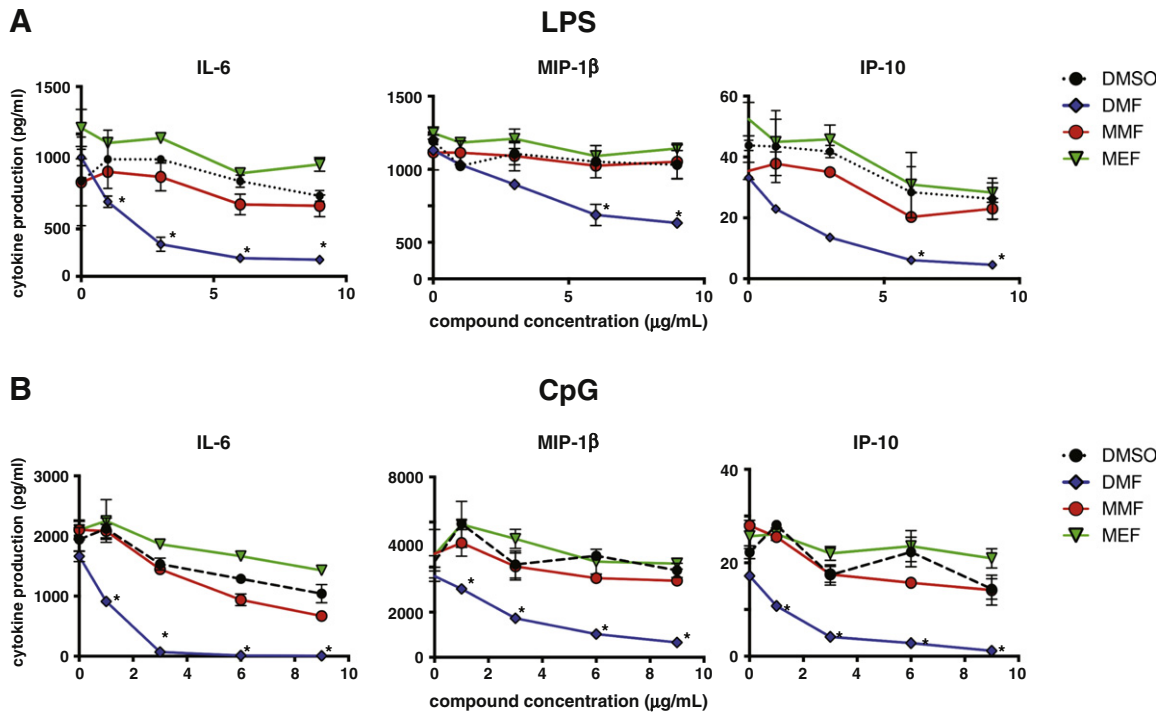 A LPS
IL-6 MIP-1β IP-10
cytokine production (pg/ml)
1500
1000
500
0
0 5 10
1500
1000
500
0
0 5 10
60
40
20
0
0 5 10
compound concentration (μg/mL)
DMSO
DMF
MMF
MEF
* * * *
* *
* *
B CpG
IL-6 MIP-1β IP-10
cytokine production (pg/ml)
3000
2000
1000
0
0 2 4 6 8 10
8000
4000
2000
0
0 2 4 6 8 10
40
20
0
0 2 4 6 8 10
compound concentration (μg/mL)
DMSO
DMF
MMF
MEF
* * * *
* * * *
* * * *